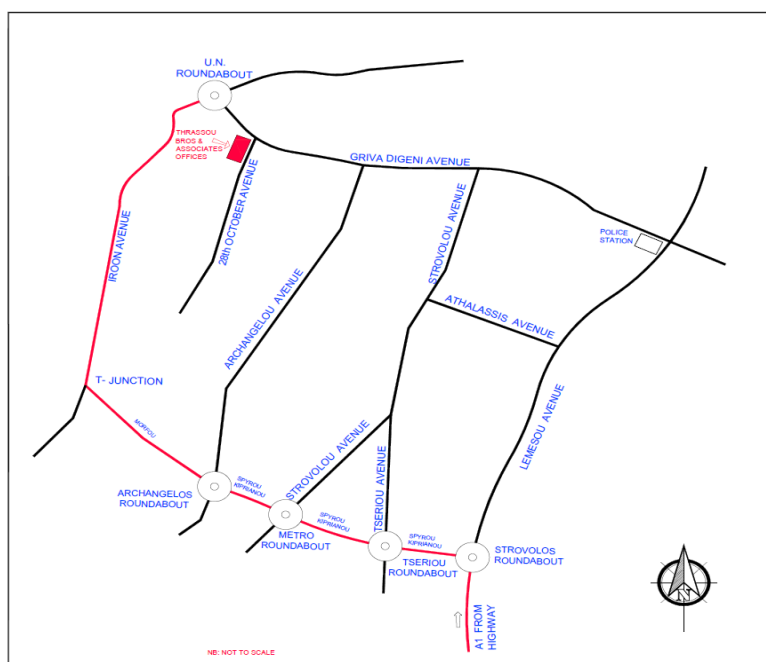 U.N.
ROUNDABOUT
THRASSOU
BROS &
ASSOCIATES
OFFICES
GRIVA DIGENI AVENUE
28th OCTOBER AVENUE
STROVOLOU AVENUE
POLICE
STATION
IROON AVENUE
ARCHANGELOU AVENUE
ATHALASSIS AVENUE
T- JUNCTION
LEMESOU AVENUE
MORFOU
STROVOLOU AVENUE
TSERIOU AVENUE
ARCHANGELOS
ROUNDABOUT
SPYROU
KIPRIANOU
METRO
ROUNDABOUT
SPYROU
KIPRIANOU
TSERIOU
ROUNDABOUT
SPYROU
KIPRIANOU
STROVOLOS
ROUNDABOUT
A1 FROM
HIGHWAY
N
NB: NOT TO SCALE